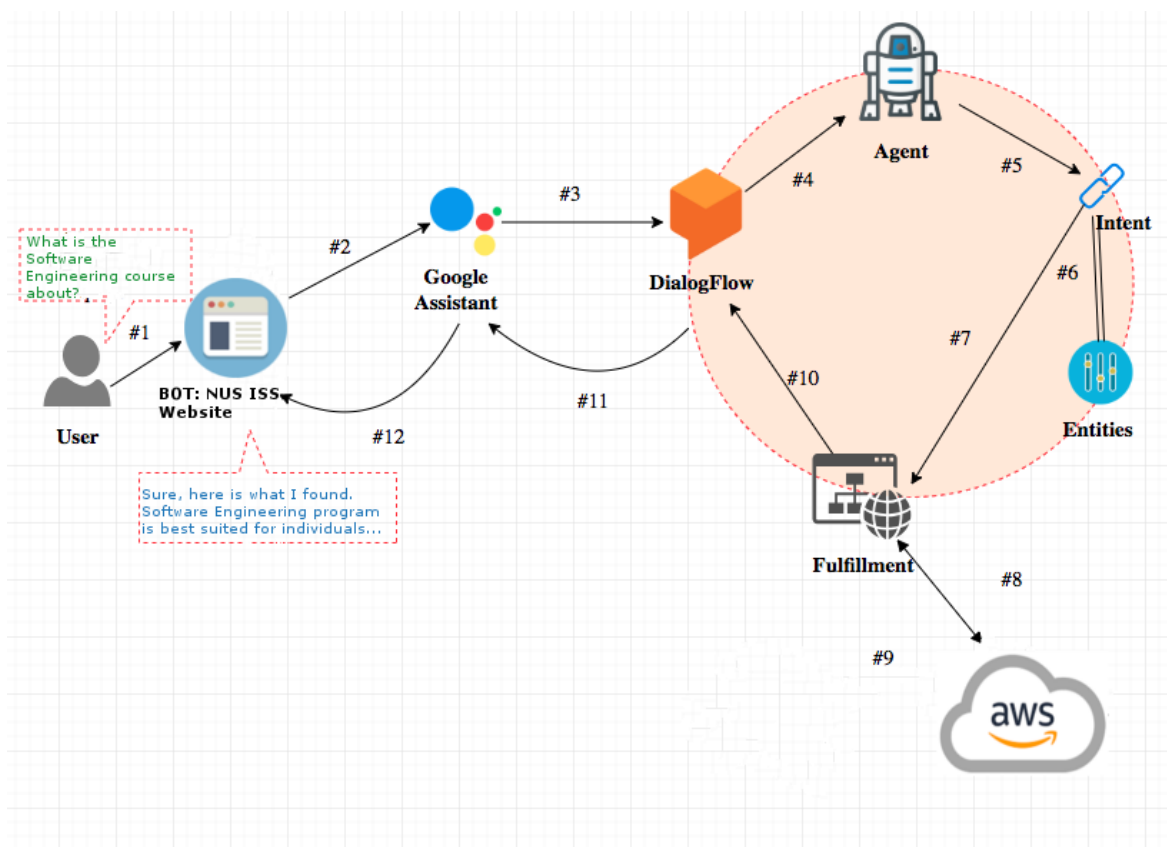 Agent
#3
#4
#5
What is the
Software
Engineering course
about?
#2
Intent
Google
Assistant
DialogFlow
#6
#1
#7
#10
BOT: NUS ISS
Website
#11
User
#12
Entities
Sure, here is what I found.
Software Engineering program
is best suited for individuals...
Fulfillment
#8
#9
aws